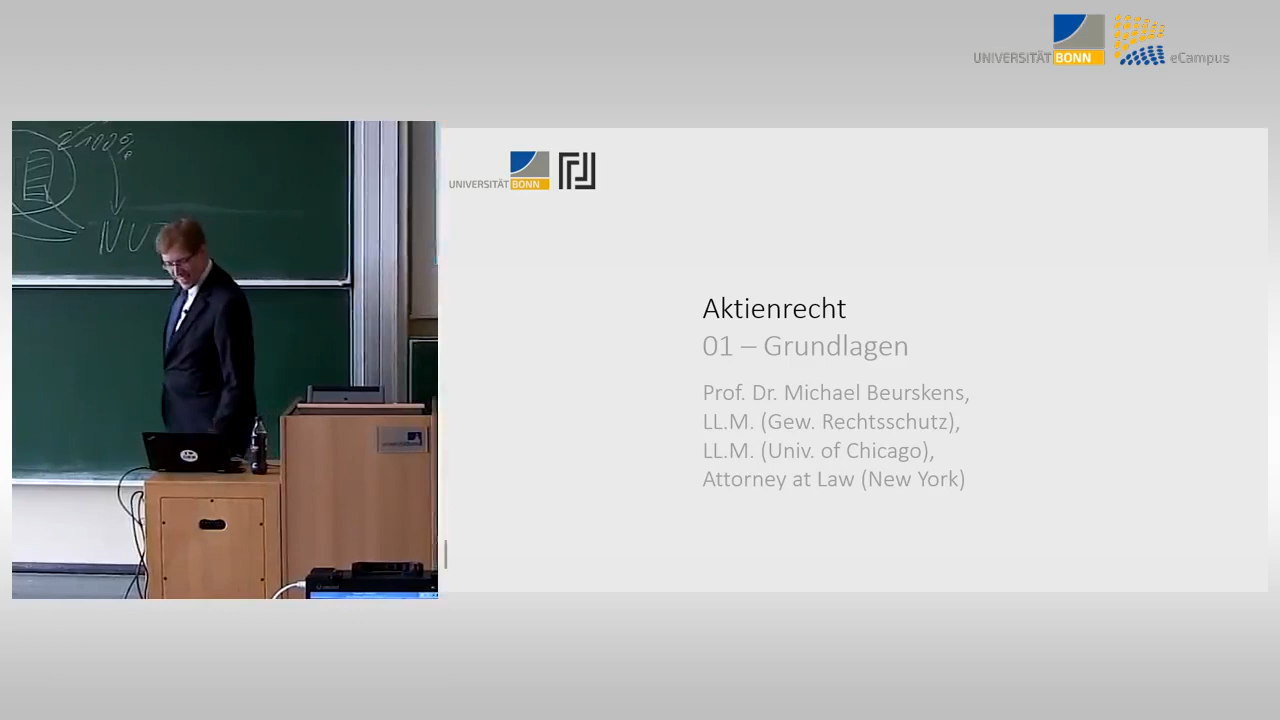 UNIVERSITÄT BONN eCampus
UNIVERSITÄT BONN
Aktienrecht
01 – Grundlagen
Prof. Dr. Michael Beurskens,
LL.M. (Gew. Rechtsschutz),
LL.M. (Univ. of Chicago),
Attorney at Law (New York)